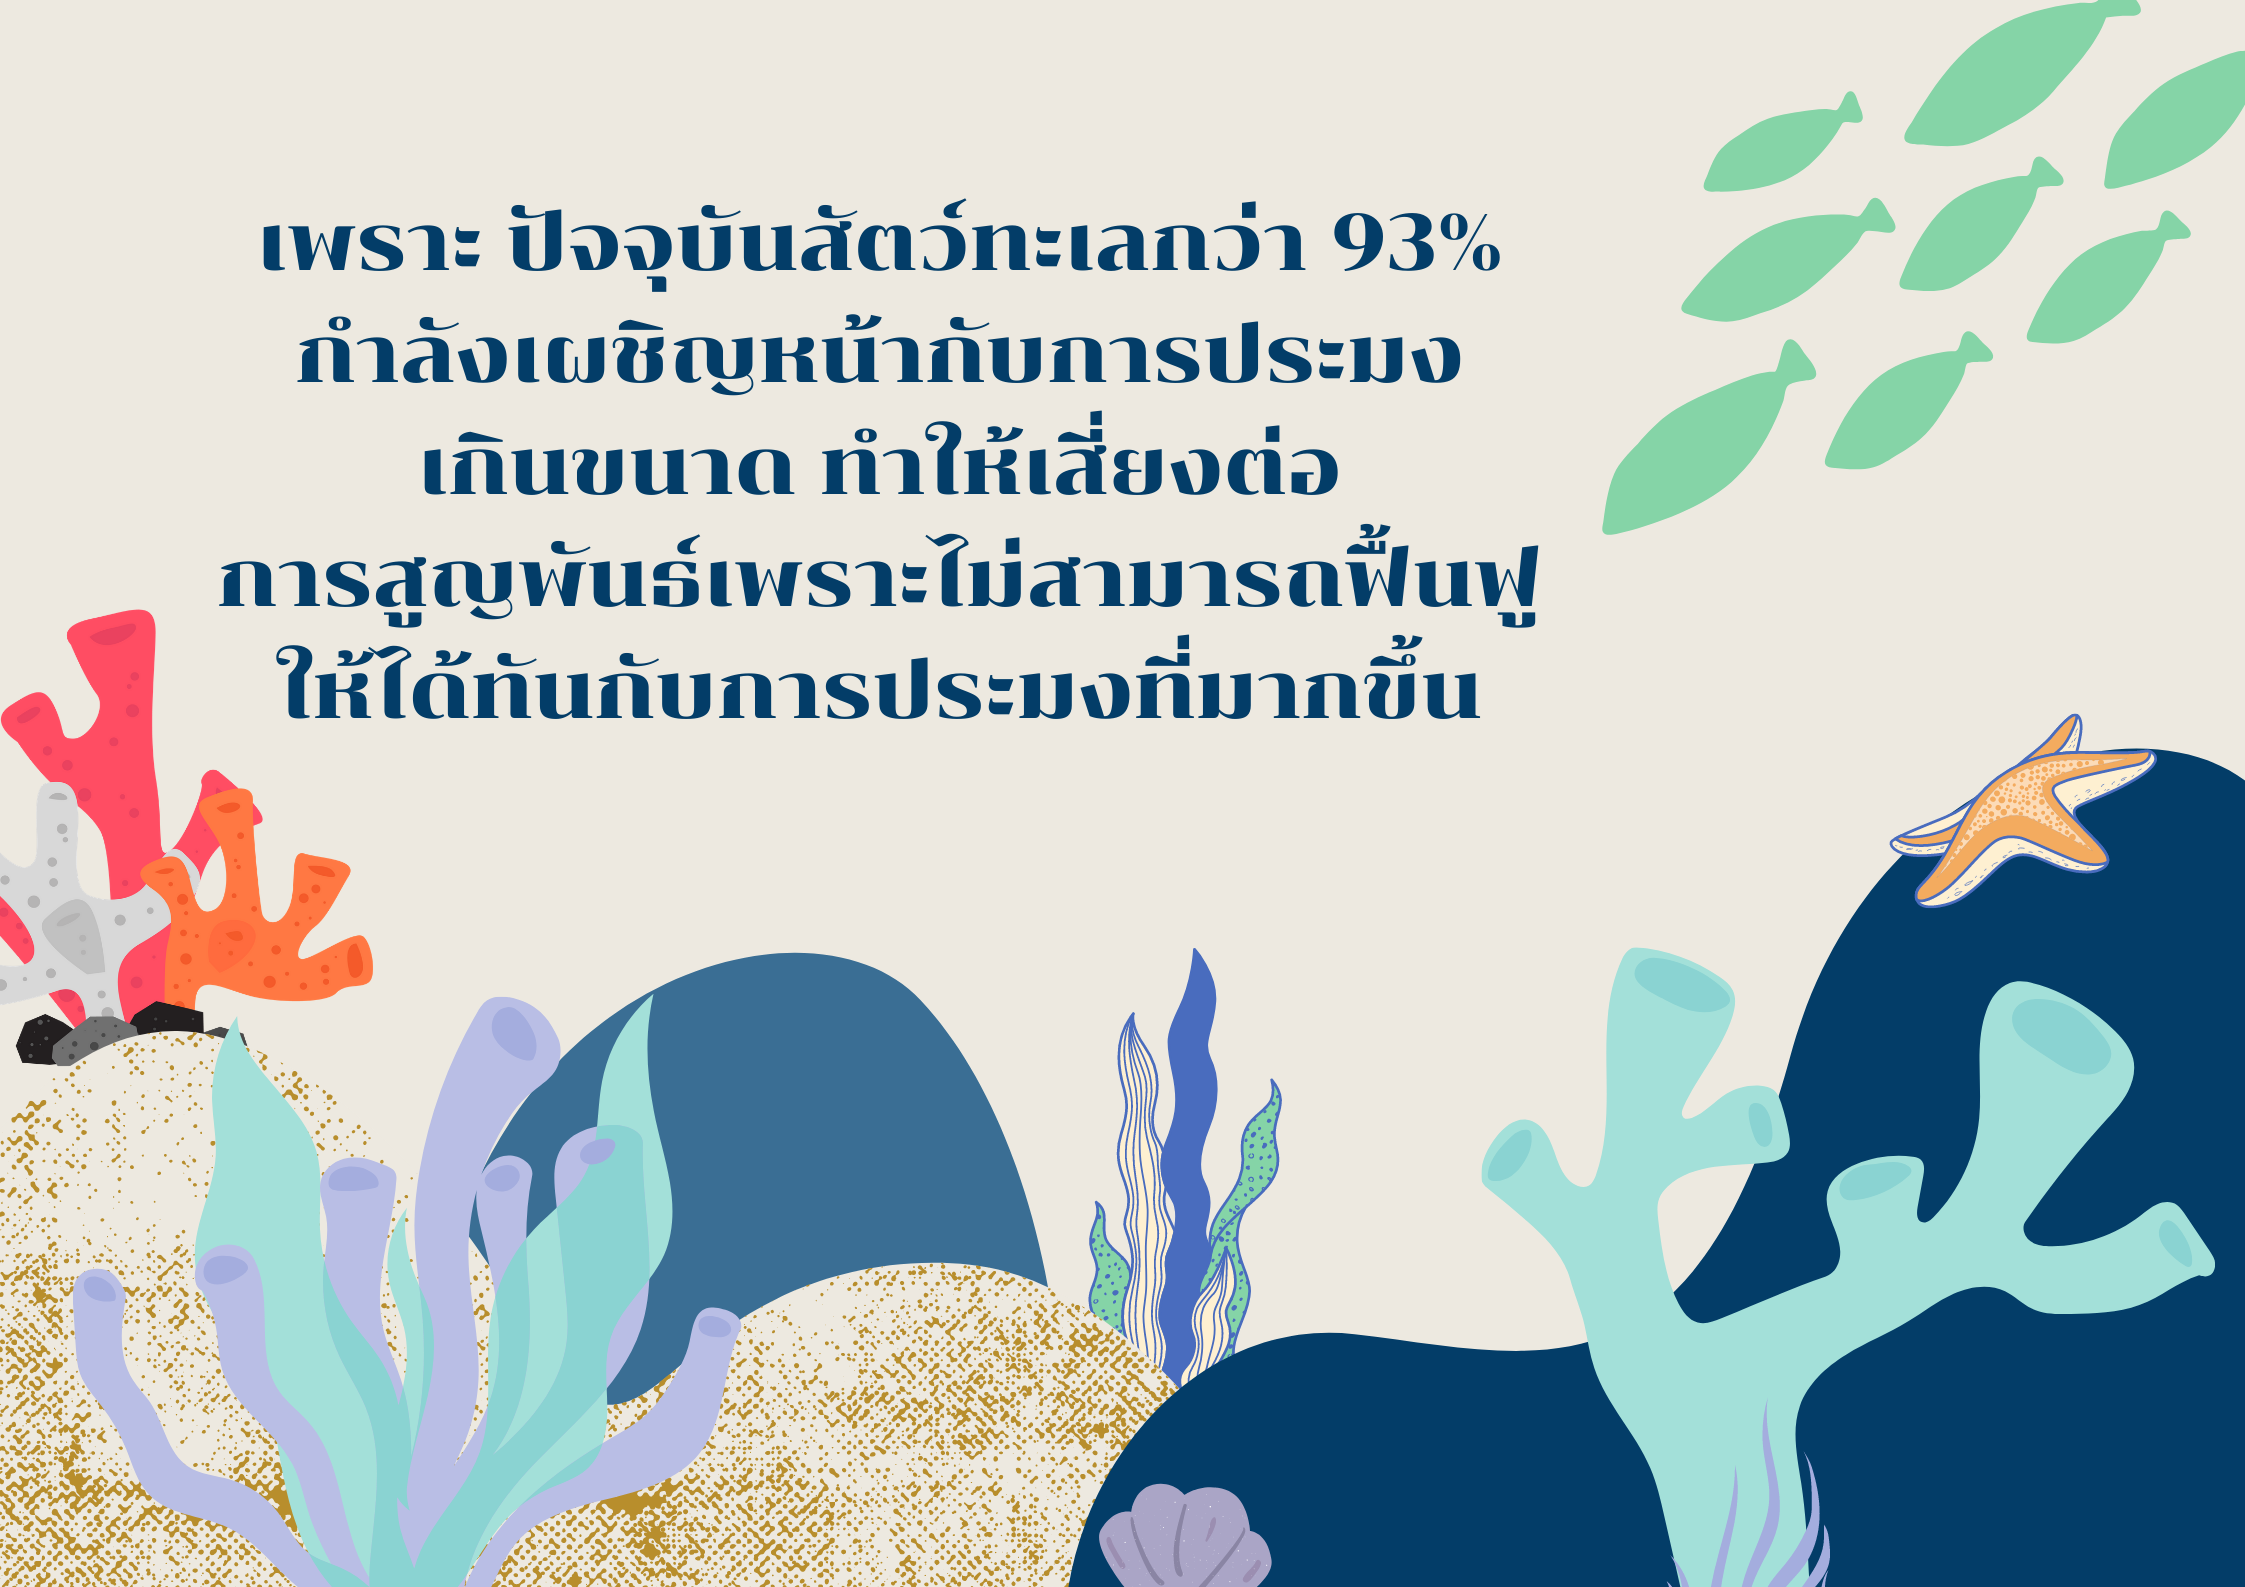 เพราะ ปัจจุบันสัตว์ทะเลกว่า 93%
กำลังเผชิญหน้ากับการประมง
เกินขนาด ทำให้เสี่ยงต่อ
การสูญพันธ์เพราะไม่สามารถฟื้นฟู
ให้ได้ทันกับการประมงที่มากขึ้น